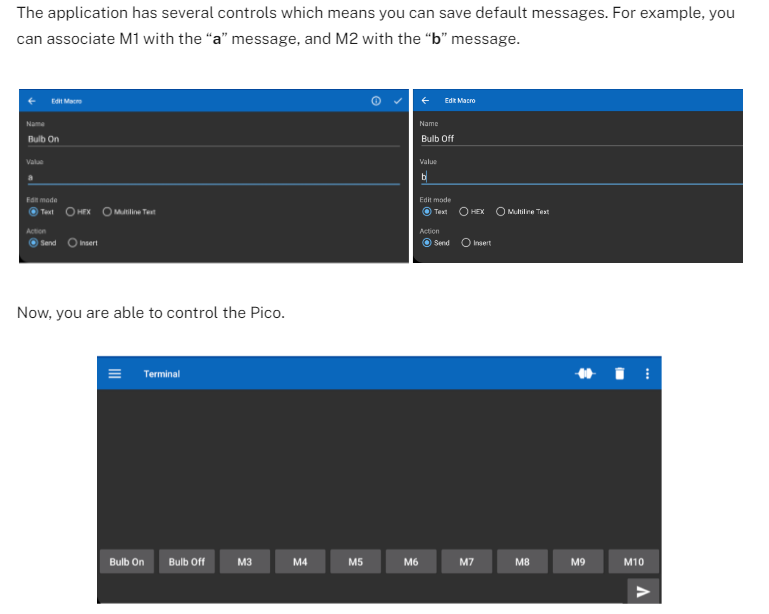 The application has several controls which means you can save default messages. For example, you
can associate M1 with the “a” message, and M2 with the “b” message.
Edit Macro
Name
Bulb On
Value
a
Edit mode
Text HEX Multiline Text
Action
Send Insert
Edit Macro
Name
Bulb Off
Value
b
Edit mode
Text HEX Multiline Text
Action
Send Insert
Now, you are able to control the Pico.
Terminal
Bulb On Bulb Off M3 M4 M5 M6 M7 M8 M9 M10